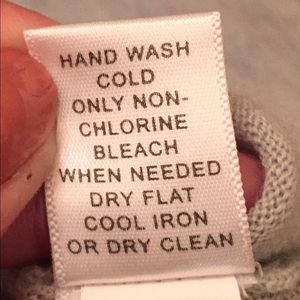 HAND WASH
COLD
ONLY NON-
CHLORINE
BLEACH
WHEN NEEDED
DRY FLAT
COOL IRON
OR DRY CLEAN